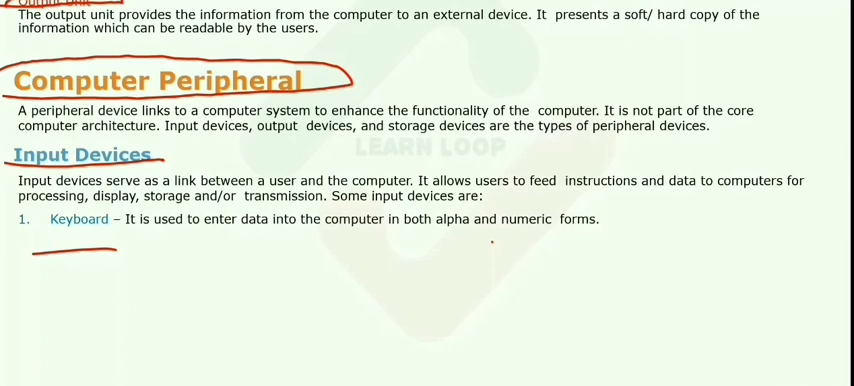 Output Unit
The output unit provides the information from the computer to an external device. It presents a soft/ hard copy of the
information which can be readable by the users.
Computer Peripheral
A peripheral device links to a computer system to enhance the functionality of the computer. It is not part of the core
computer architecture. Input devices, output devices, and storage devices are the types of peripheral devices.
LEARN LOOP
Input Devices
Input devices serve as a link between a user and the computer. It allows users to feed instructions and data to computers for
processing, display, storage and/or transmission. Some input devices are:
1. Keyboard – It is used to enter data into the computer in both alpha and numeric forms.